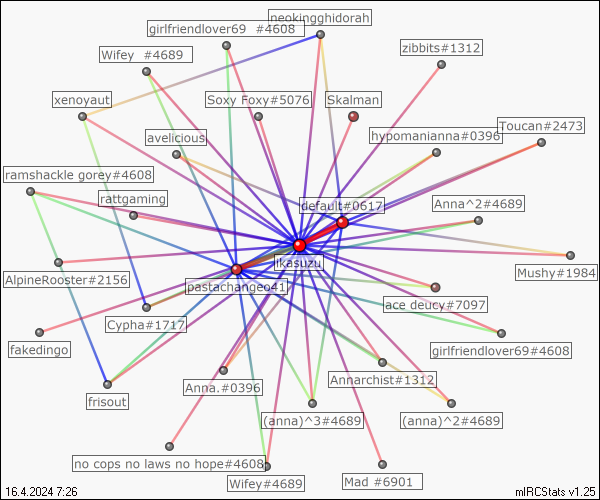 neokingghidorah
girlfriendlover69 #4608
zibbits#1312
Wifey #4689
xenoyaut
Soxy Foxy#5076
Skalman
Toucan#2473
hypomanianna#0396
avelicious
ramshackle gorey#4608
rattgaming
default#0617
Anna^2#4689
ikasuzu
Mushy#1984
AlpineRooster#2156
pastachangeo41
ace deucy#7097
Cypha#1717
fakedingo
girlfriendlover69#4608
Anna.#0396
Annarchist#1312
frisout
(anna)^3#4689
(anna)^2#4689
no cops no laws no hope#4608
Wifey#4689
Mad #6901
16.4.2024 7:26
mIRCStats v1.25